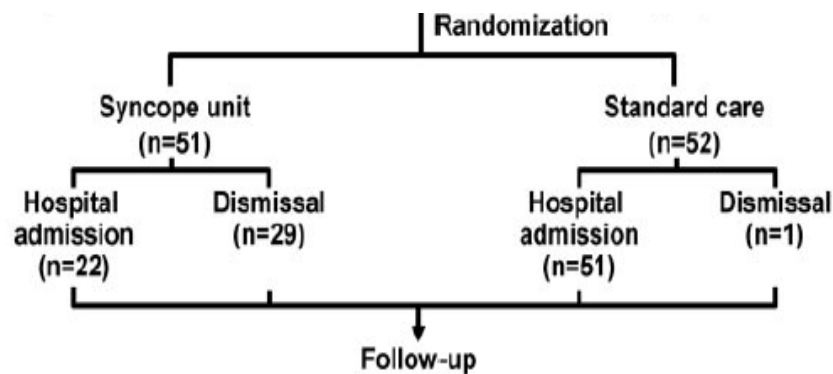 Randomization
Syncope unit
(n=51)
Standard care
(n=52)
Hospital
admission
(n=22)
Dismissal
(n=29)
Hospital
admission
(n=51)
Dismissal
(n=1)
Follow-up